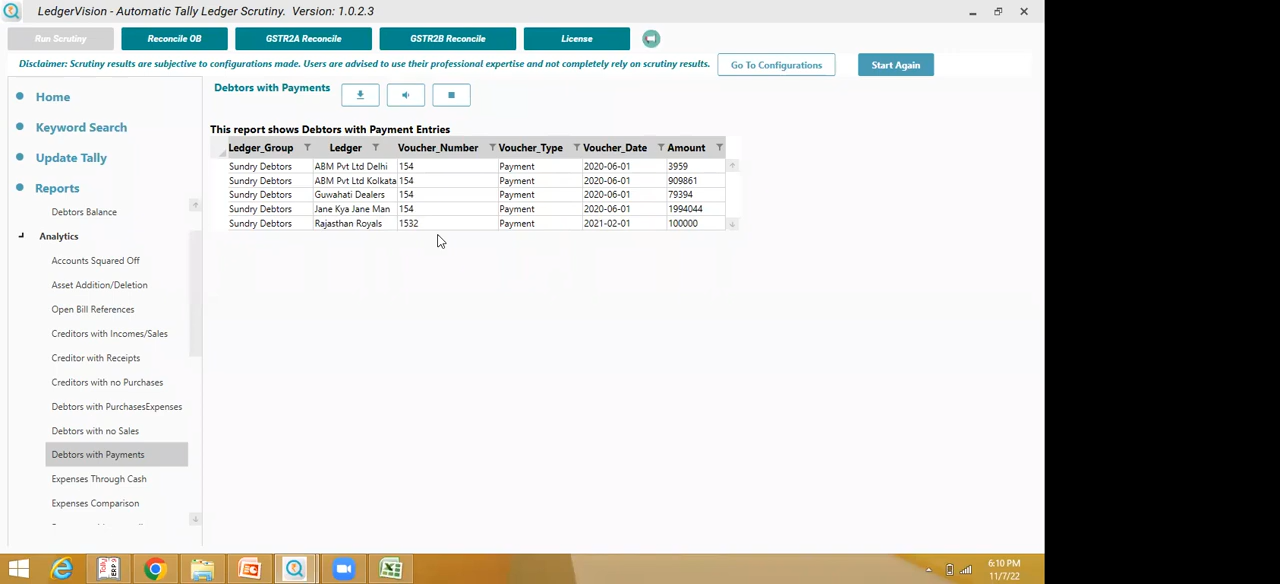 LedgerVision - Automatic Tally Ledger Scrutiny. Version: 1.0.2.3
Run Scrutiny Reconcile OB GSTR2A Reconcile GSTR2B Reconcile License
Disclaimer: Scrutiny results are subjective to configurations made. Users are advised to use their professional expertise and not completely rely on scrutiny results. Go To Configurations Start Again
Home
Keyword Search
Update Tally
Reports
Debtors Balance
Analytics
Accounts Squared Off
Asset Addition/Deletion
Open Bill References
Creditors with Incomes/Sales
Creditor with Receipts
Creditors with no Purchases
Debtors with PurchasesExpenses
Debtors with no Sales
Debtors with Payments
Expenses Through Cash
Expenses Comparison
Debtors with Payments
This report shows Debtors with Payment Entries
Ledger_Group Ledger Voucher_Number Voucher_Type Voucher_Date Amount
Sundry Debtors ABM Pvt Ltd Delhi 154 Payment 2020-06-01 3959
Sundry Debtors ABM Pvt Ltd Kolkata 154 Payment 2020-06-01 909861
Sundry Debtors Guwahati Dealers 154 Payment 2020-06-01 79394
Sundry Debtors Jane Kya Jane Man 154 Payment 2020-06-01 1994044
Sundry Debtors Rajasthan Royals 1532 Payment 2021-02-01 100000
6:10 PM
11/7/22